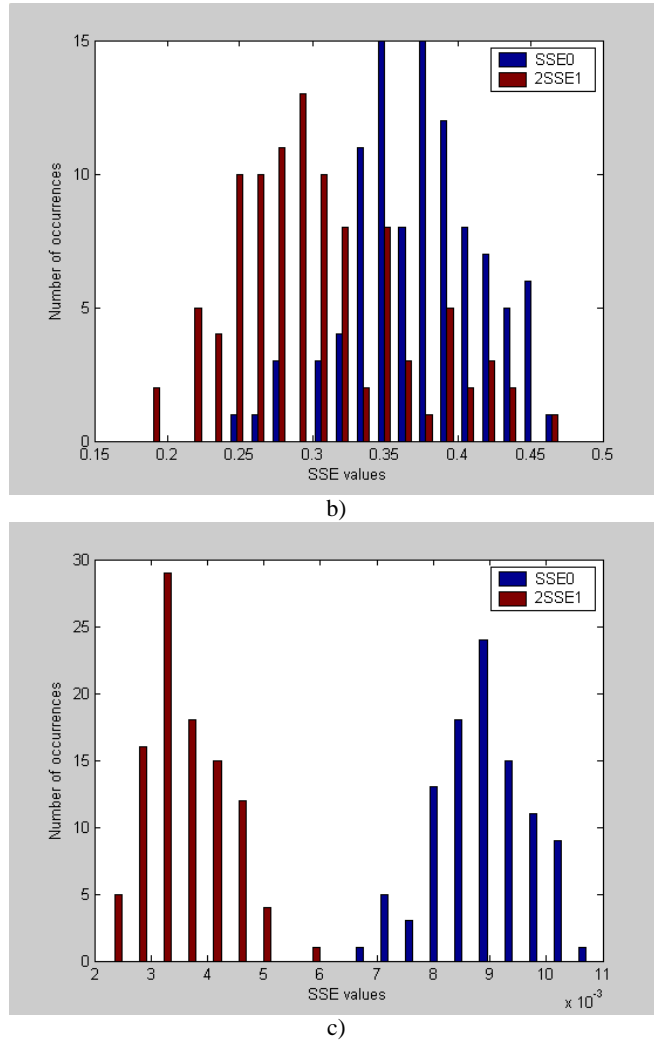 15
10
5
0
Number of occurrences
SSE0
2SSE1
0.15 0.2 0.25 0.3 0.35 0.4 0.45 0.5
SSE values
b)
30
25
20
15
10
5
0
Number of occurrences
SSE0
2SSE1
2 3 4 5 6 7 8 9 10 11
SSE values
x 10-3
c)